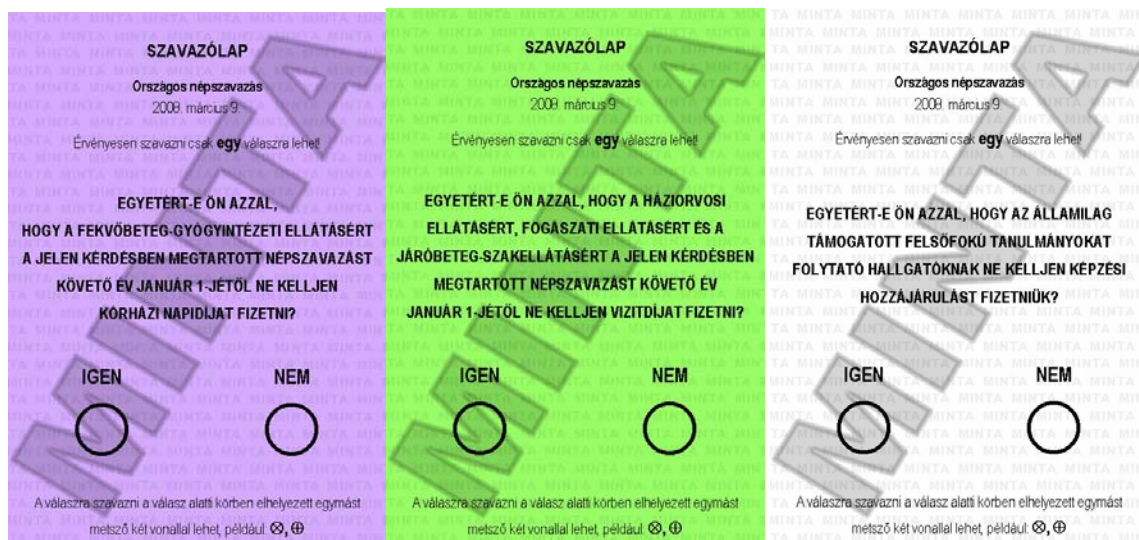 SZAVAZÓLAP
Országos népszavazás
2008. március 9.
Érvényesen szavazni csak egy válaszra lehet!
EGYETÉRT-E ÖN AZZAL,
HOGY A FEKVŐBETEG-GYÓGYINTÉZETI ELLÁTÁSÉRT
A JELEN KÉRDÉSBEN MEGTARTOTT NÉPSZAVAZÁST
KÖVETŐ ÉV JANUÁR 1-JÉTŐL NE KELLJEN
KÓRHÁZI NAPIDÍJAT FIZETNI?
IGEN NEM
A válaszra szavazni a válasz alatti körben elhelyezett egymást
metsző két vonallal lehet, például: ⊗, ⊕
MINTA
SZAVAZÓLAP
Országos népszavazás
2008. március 9.
Érvényesen szavazni csak egy válaszra lehet!
EGYETÉRT-E ÖN AZZAL, HOGY A HÁZIORVOSI
ELLÁTÁSÉRT, FOGÁSZATI ELLÁTÁSÉRT ÉS A
JÁRÓBETEG-SZAKELLÁTÁSÉRT A JELEN KÉRDÉSBEN
MEGTARTOTT NÉPSZAVAZÁST KÖVETŐ ÉV
JANUÁR 1-JÉTŐL NE KELLJEN VIZITDÍJAT FIZETNI?
IGEN NEM
A válaszra szavazni a válasz alatti körben elhelyezett egymást
metsző két vonallal lehet, például: ⊗, ⊕
MINTA
SZAVAZÓLAP
Országos népszavazás
2008. március 9.
Érvényesen szavazni csak egy válaszra lehet!
EGYETÉRT-E ÖN AZZAL, HOGY AZ ÁLLAMILAG
TÁMOGATOTT FELSŐFOKÚ TANULMÁNYOKAT
FOLYTATÓ HALLGATÓKNAK NE KELLJEN KÉPZÉSI
HOZZÁJÁRULÁST FIZETNIÜK?
IGEN NEM
A válaszra szavazni a válasz alatti körben elhelyezett egymást
metsző két vonallal lehet, például: ⊗, ⊕
MINTA